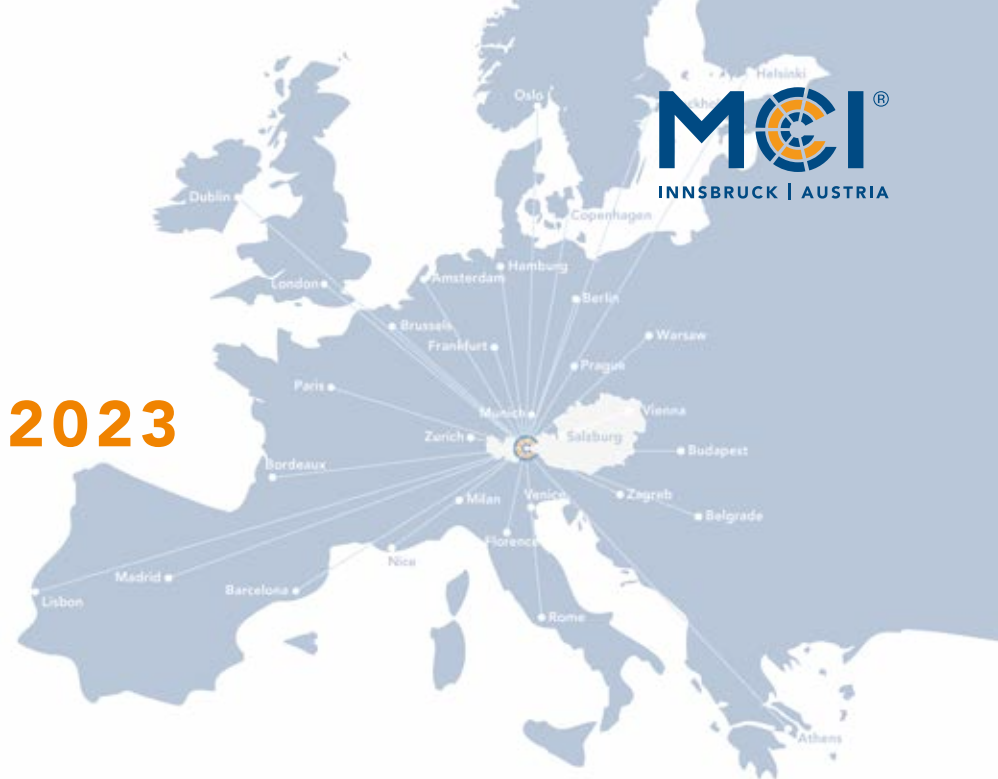 Helsinki
Oslo
MCI®
INNSBRUCK | AUSTRIA
Dublin
Copenhagen
Hamburg
Amsterdam
London
Berlin
Brussels
Warsaw
Frankfurt
Prague
Paris
2023
Munich
Vienna
Zurich
Salzburg
Budapest
Bordeaux
Milan
Venice
Zagreb
Belgrade
Florence
Nice
Madrid
Barcelona
Lisbon
Rome
Athens